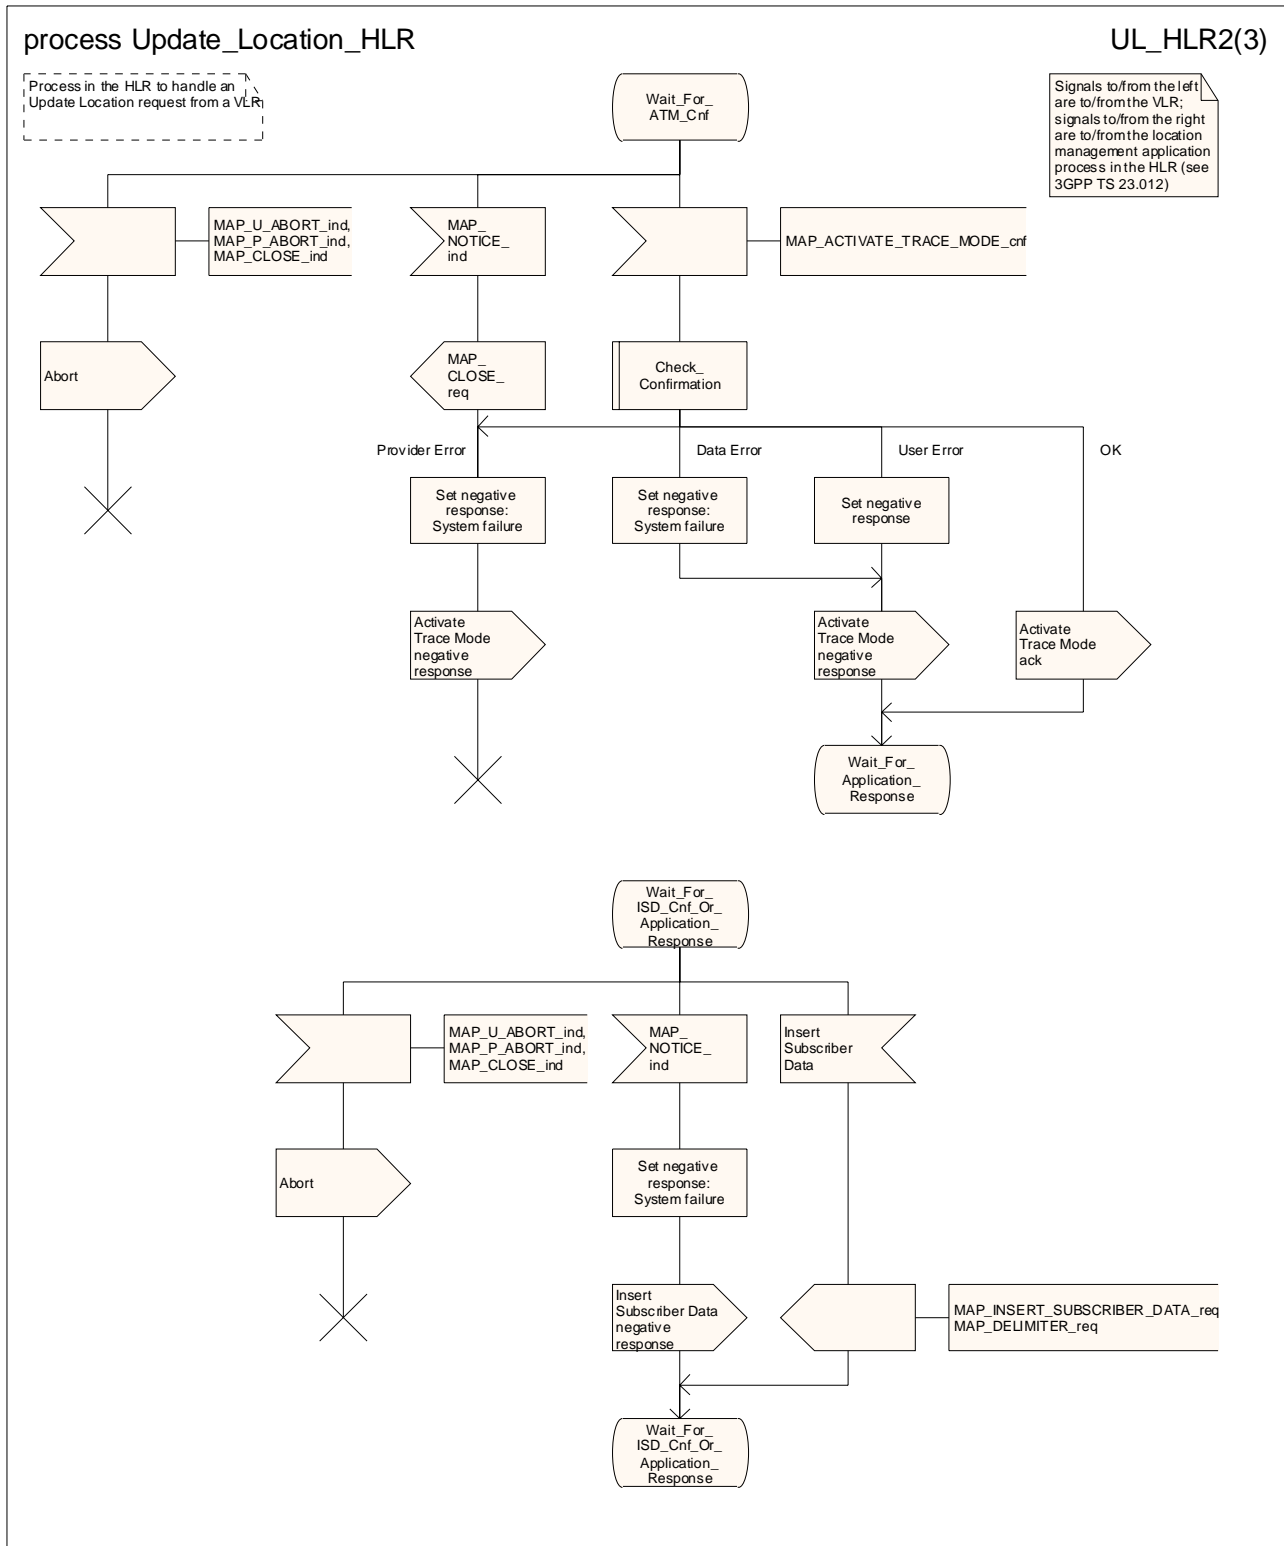 process Update_Location_HLR
UL_HLR2(3)
Process in the HLR to handle an
Update Location request from a VLR
Signals to/from the left
are to/from the VLR;
signals to/from the right
are to/from the location
management application
process in the HLR (see
3GPP TS 23.012)
Wait_For_
ATM_Cnf
MAP_U_ABORT_ind,
MAP_P_ABORT_ind,
MAP_CLOSE_ind
MAP_
NOTICE_
ind
MAP_ACTIVATE_TRACE_MODE_cnf
Abort
MAP_
CLOSE_
req
Check_
Confirmation
Provider Error
Data Error
User Error
OK
Set negative
response:
System failure
Set negative
response:
System failure
Set negative
response
Activate
Trace Mode
negative
response
Activate
Trace Mode
negative
response
Activate
Trace Mode
ack
Wait_For_
Application_
Response
Wait_For_
ISD_Cnf_Or_
Application_
Response
MAP_U_ABORT_ind,
MAP_P_ABORT_ind,
MAP_CLOSE_ind
MAP_
NOTICE_
ind
Insert
Subscriber
Data
Abort
Set negative
response:
System failure
Insert
Subscriber Data
negative
response
MAP_INSERT_SUBSCRIBER_DATA_req
MAP_DELIMITER_req
Wait_For_
ISD_Cnf_Or_
Application_
Response